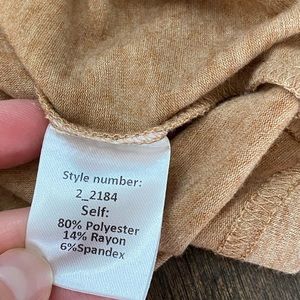 Style number:
2_2184
Self:
80% Polyester
14% Rayon
6%Spandex